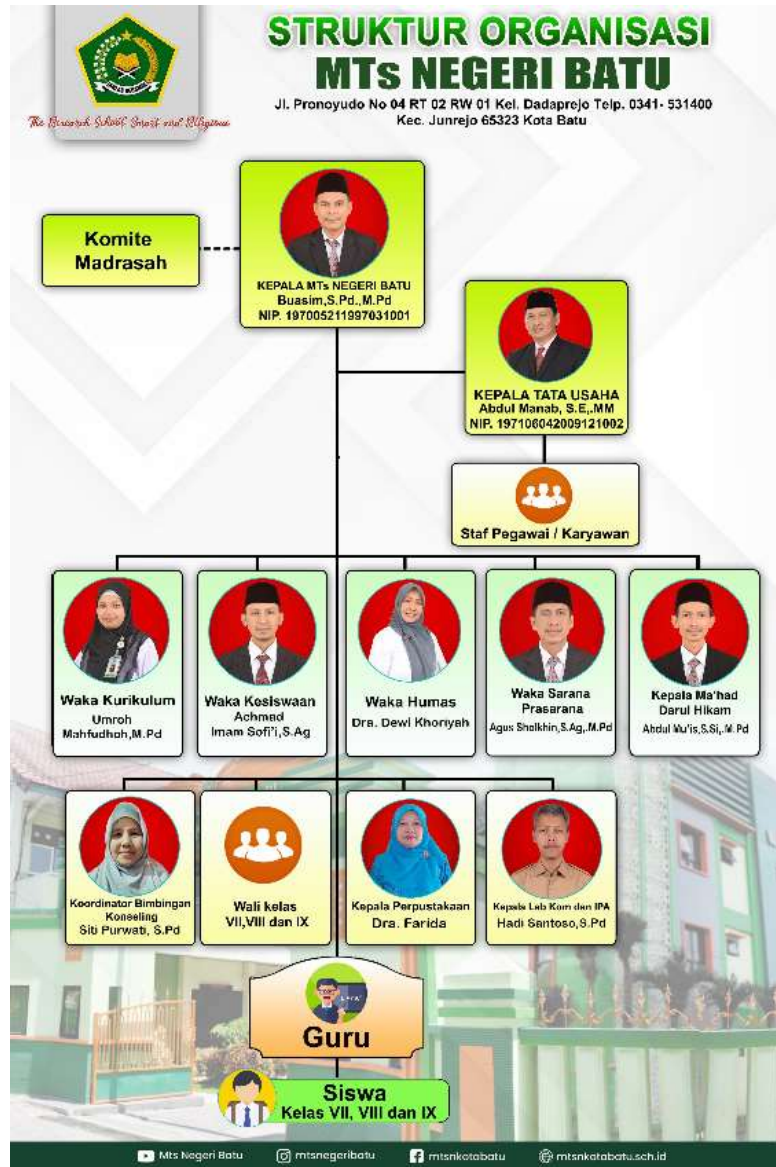 STRUKTUR ORGANISASI
MTs NEGERI BATU
Jl. Pronoyudo No 04 RT 02 RW 01 Kel. Dadaprejo Telp. 0341- 531400
Kec. Junrejo 65323 Kota Batu
The Research School Smart and Religious
Komite
Madrasah
KEPALA MTs NEGERI BATU
Buasim,S.Pd.,M.Pd
NIP. 197005211997031001
KEPALA TATA USAHA
Abdul Manab, S.E,.MM
NIP. 197106042009121002
Staf Pegawai / Karyawan
Waka Kurikulum
Umroh
Mahfudhoh,M.Pd
Waka Kesiswaan
Achmad
Imam Sofi'i,S.Ag
Waka Humas
Dra. Dewi Khoriyah
Waka Sarana
Prasarana
Agus Sholkhin,S.Ag,.M.Pd
Kepala Ma'had
Darul Hikam
Abdul Mu'is,S.Si,.M.Pd
Koordinator Bimbingan
Konseling
Siti Purwati, S.Pd
Wali kelas
VII,VIII dan IX
Kepala Perpustakaan
Dra. Farida
Kepala Lab Kom dan IPA
Hadi Santoso,S.Pd
Guru
Siswa
Kelas VII, VIII dan IX
Mts Negeri Batu
mtsnegeribatu
mtsnkotabatu
mtsnkotabatu.sch.id